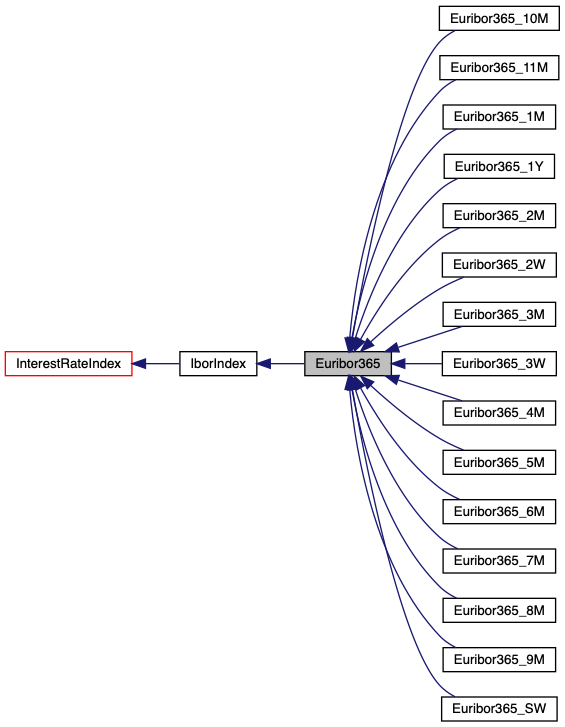 Euribor365_10M
Euribor365_11M
Euribor365_1M
Euribor365_1Y
Euribor365_2M
Euribor365_2W
Euribor365_3M
InterestRateIndex
IborIndex
Euribor365
Euribor365_3W
Euribor365_4M
Euribor365_5M
Euribor365_6M
Euribor365_7M
Euribor365_8M
Euribor365_9M
Euribor365_SW